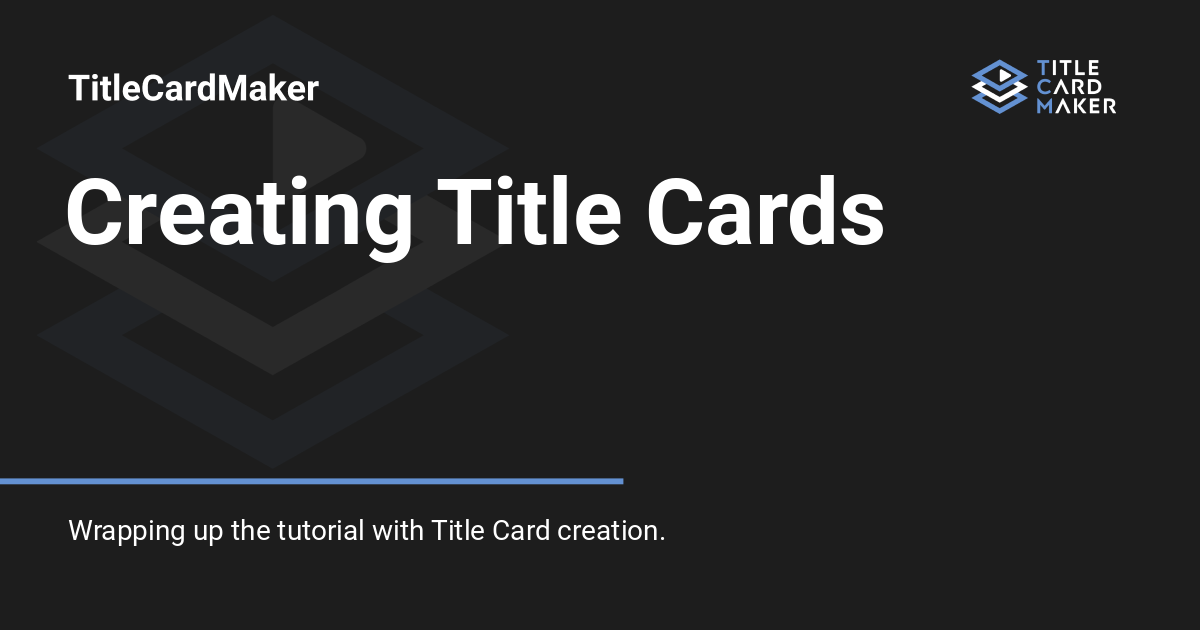 TitleCardMaker
TITLE
CARD
MAKER
Creating Title Cards
Wrapping up the tutorial with Title Card creation.